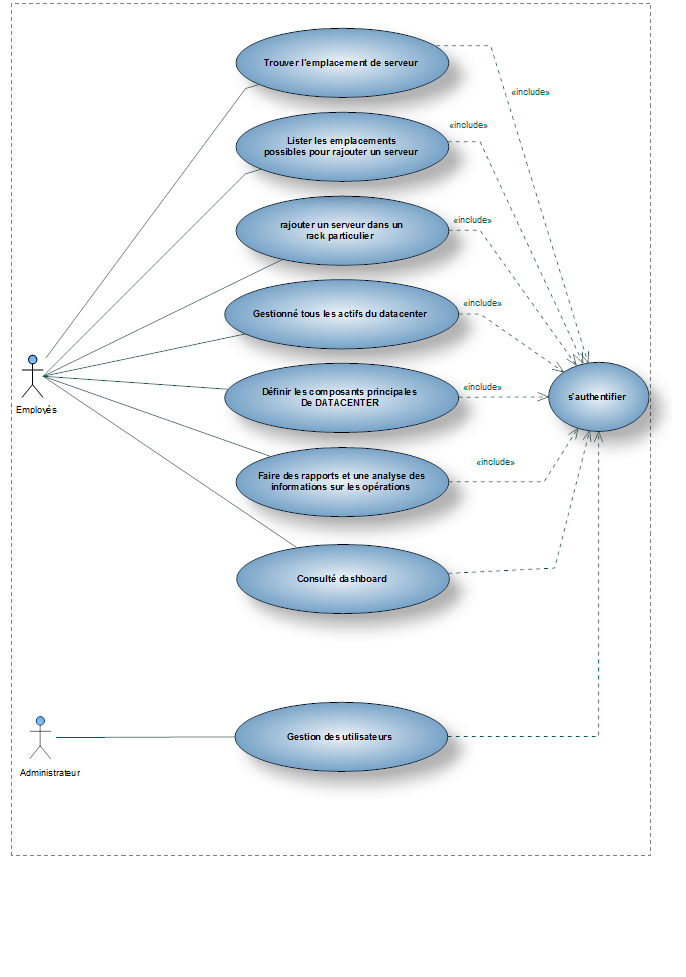 Trouver l'emplacement de serveur
«include»
«include»
Lister les emplacements
possibles pour rajouter un serveur
«include»
rajouter un serveur dans un
rack particulier
«include»
Gestionné tous les actifs du datacenter
Employés
«include»
Définir les composants principales
De DATACENTER
s'authentifier
«include»
Faire des rapports et une analyse des
informations sur les opérations
Consulté dashboard
Administrateur
Gestion des utilisateurs